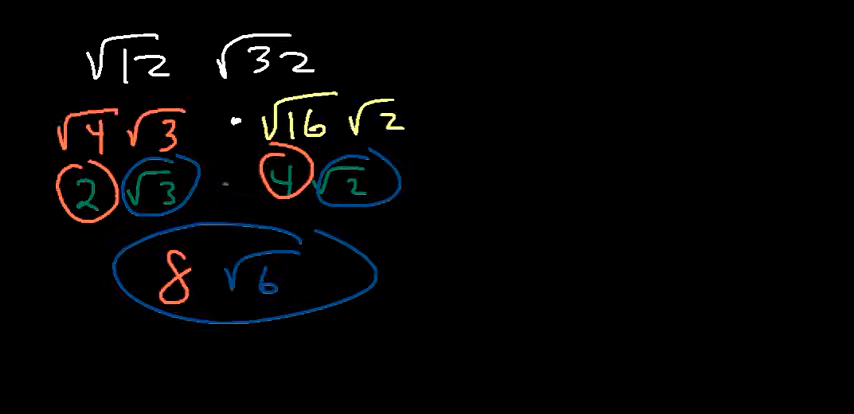 √12 √32
√4 √3 · √16 √2
2 √3 · 4 √2
8 √6